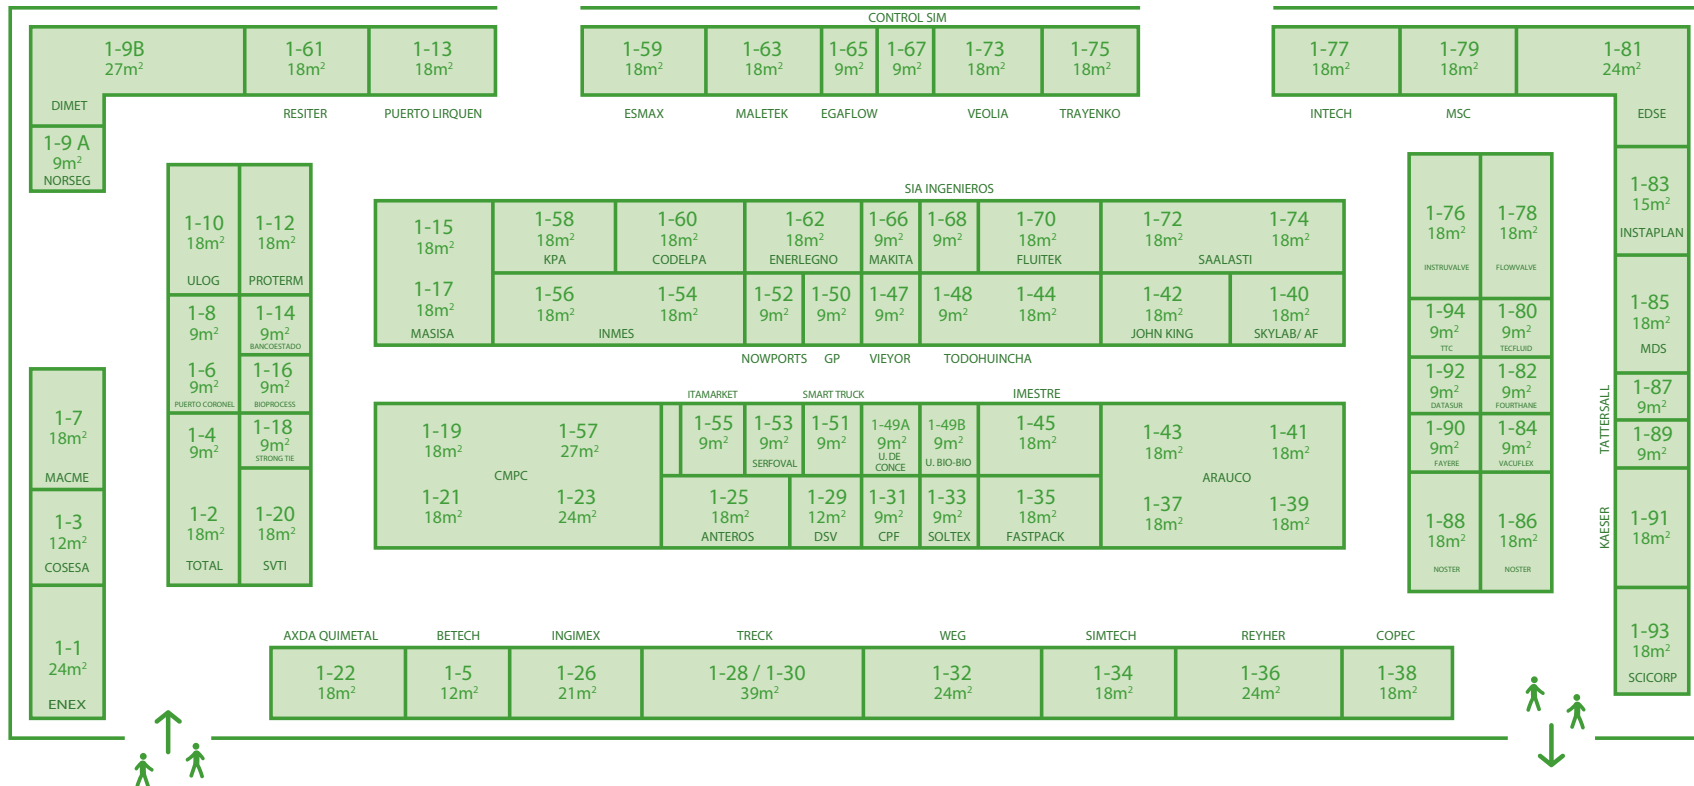 CONTROL SIM
1-9B
27m²
DIMET
1-61
18m²
RESITER
1-13
18m²
PUERTO LIRQUEN
1-59
18m²
ESMAX
1-63
18m²
MALETEK
1-65
9m²
EGAFLOW
1-67
9m²
1-73
18m²
VEOLIA
1-75
18m²
TRAYENKO
1-77
18m²
INTECH
1-79
18m²
MSC
1-81
24m²
EDSE
1-9 A
9m²
NORSEG
1-10
18m²
ULOG
1-12
18m²
PROTERM
1-8
9m²
1-14
9m²
BANCOESTADO
1-6
9m²
PUERTO CORONEL
1-16
9m²
BIOPROCESS
1-4
9m²
1-18
9m²
STRONG TIE
1-2
18m²
TOTAL
1-20
18m²
SVTI
1-7
18m²
MACME
1-3
12m²
COSESA
1-1
24m²
ENEX
SIA INGENIEROS
1-15
18m²
1-17
18m²
MASISA
1-58
18m²
KPA
1-60
18m²
CODELPA
1-62
18m²
ENERLEGNO
1-66
9m²
MAKITA
1-68
9m²
1-70
18m²
FLUITEK
1-72
18m²
1-74
18m²
SAALASTI
1-56
18m²
1-54
18m²
INMES
1-52
9m²
1-50
9m²
1-47
9m²
1-48
9m²
1-44
18m²
1-42
18m²
JOHN KING
1-40
18m²
SKYLAB/ AF
NOWPORTS
GP
VIEYOR
TODOHUINCHA
ITAMARKET
SMART TRUCK
IMESTRE
1-19
18m²
1-57
27m²
CMPC
1-21
18m²
1-23
24m²
1-55
9m²
1-53
9m²
SERFOVAL
1-51
9m²
1-49A
9m²
U. DE
CONCE
1-49B
9m²
U. BIO-BIO
1-45
18m²
1-43
18m²
1-41
18m²
ARAUCO
1-37
18m²
1-39
18m²
1-25
18m²
ANTEROS
1-29
12m²
DSV
1-31
9m²
CPF
1-33
9m²
SOLTEX
1-35
18m²
FASTPACK
1-76
18m²
INSTRUVALVE
1-78
18m²
FLOWVALVE
1-94
9m²
TTC
1-80
9m²
TECFLUID
1-92
9m²
DATASUR
1-82
9m²
FOURTHANE
1-90
9m²
FAYERE
1-84
9m²
VACUFLEX
1-88
18m²
NOSTER
1-86
18m²
NOSTER
1-83
15m²
INSTAPLAN
1-85
18m²
MDS
TATTERSALL
1-87
9m²
1-89
9m²
KAESER
1-91
18m²
1-93
18m²
SCICORP
AXDA QUIMETAL
1-22
18m²
BETECH
1-5
12m²
INGIMEX
1-26
21m²
TRECK
1-28 / 1-30
39m²
WEG
1-32
24m²
SIMTECH
1-34
18m²
REYHER
1-36
24m²
COPEC
1-38
18m²